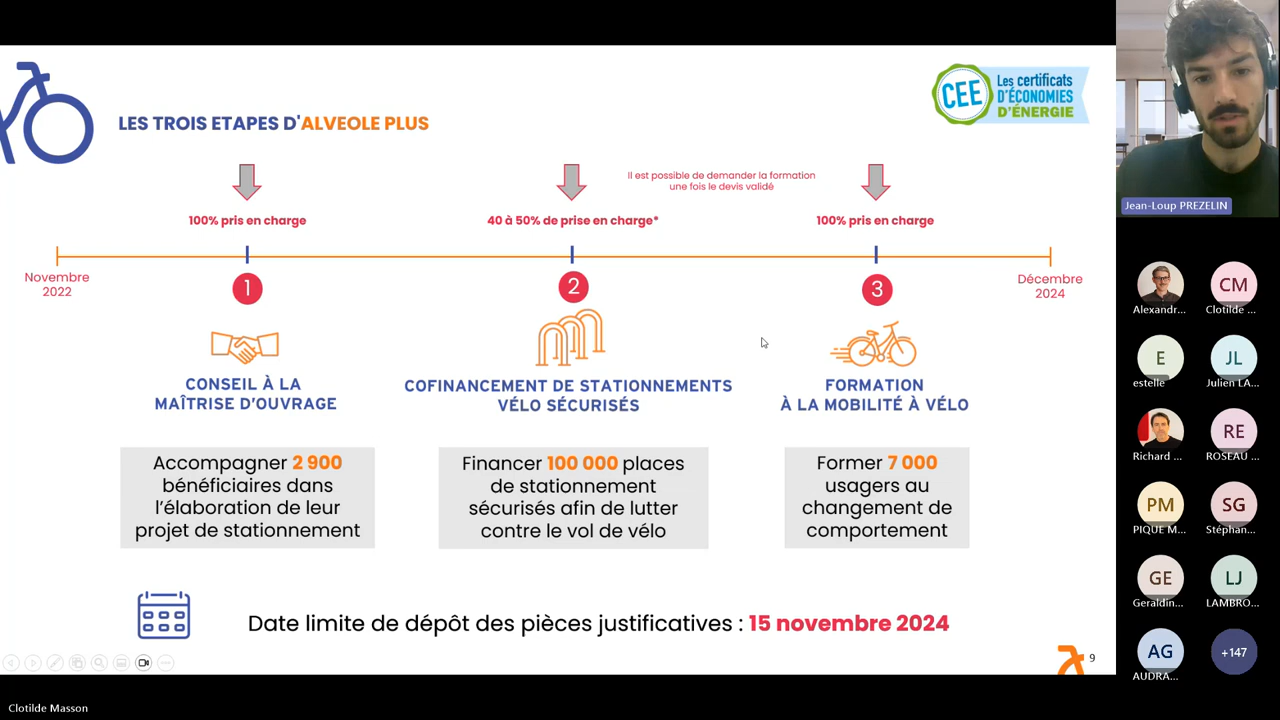 CEE
Les certificats
D'ÉCONOMIES
D'ÉNERGIE
LES TROIS ETAPES D'ALVEOLE PLUS
Il est possible de demander la formation
une fois le devis validé
100% pris en charge
40 à 50% de prise en charge*
100% pris en charge
Novembre
2022
1
2
3
Décembre
2024
CONSEIL À LA
MAÎTRISE D'OUVRAGE
COFINANCEMENT DE STATIONNEMENTS
VÉLO SÉCURISÉS
FORMATION
À LA MOBILITÉ À VÉLO
Accompagner 2 900
bénéficiaires dans
l'élaboration de leur
projet de stationnement
Financer 100 000 places
de stationnement
sécurisés afin de lutter
contre le vol de vélo
Former 7 000
usagers au
changement de
comportement
Date limite de dépôt des pièces justificatives : 15 novembre 2024
9
Clotilde Masson
Jean-Loup PREZELIN
Alexandr...
CM
Clotilde ...
E
estelle
JL
Julien LA...
Richard ...
RE
ROSEAU ...
PM
PIQUE M...
SG
Stéphan...
GE
Geraldin...
LJ
LAMBRO...
AG
AUDRA...
+147